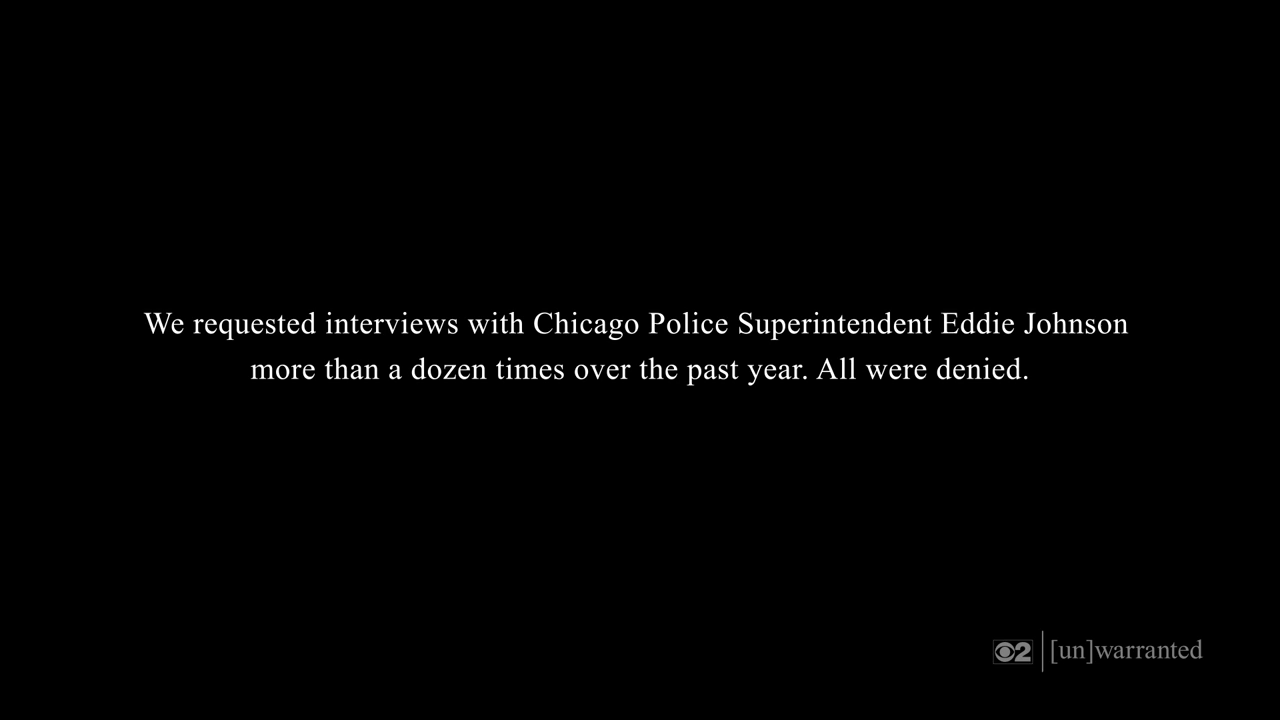 We requested interviews with Chicago Police Superintendent Eddie Johnson
more than a dozen times over the past year. All were denied.
2 [un]warranted